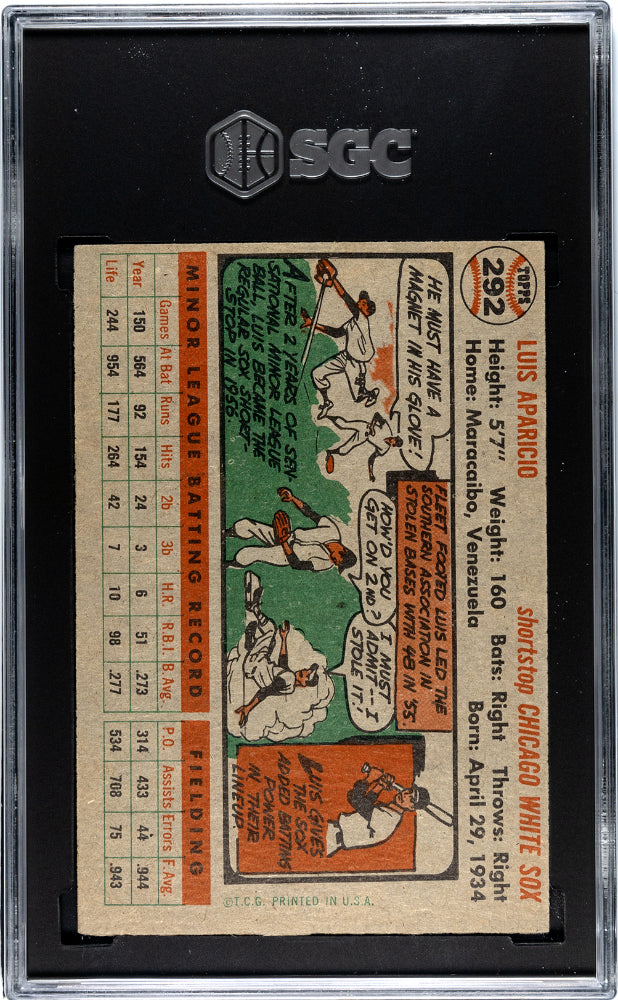 SGC
TOPPS
292
LUIS APARICIO shortstop CHICAGO WHITE SOX
Height: 5'7" Weight: 160 Bats: Right Throws: Right
Home: Maracaibo, Venezuela Born: April 29, 1934
HE MUST HAVE A
MAGNET IN HIS GLOVE!
AFTER 2 YEARS OF SEN-
SATIONAL MINOR LEAGUE
BALL, LUIS BECAME THE
REGULAR SOX SHORT-
STOP IN 1956.
FLEET FOOTED LUIS LED THE
SOUTHERN ASSOCIATION IN
STOLEN BASES WITH 48 IN '55.
HOW'D YOU
GET ON 2ND?
I MUST
ADMIT--I
STOLE IT!
LUIS GIVES
THE SOX
ADDED BATTING
POWER
IN THEIR
LINEUP.
MINOR LEAGUE BATTING RECORD FIELDING
Games At Bat Runs Hits 2b 3b H.R. R.B.I. B Avg. P.O. Assists Errors F. Avg.
Year 150 564 92 154 24 3 6 51 .273 314 433 44 .944
Life 244 954 177 264 42 7 10 98 .277 534 708 75 .943
©T.C.G. PRINTED IN U.S.A.